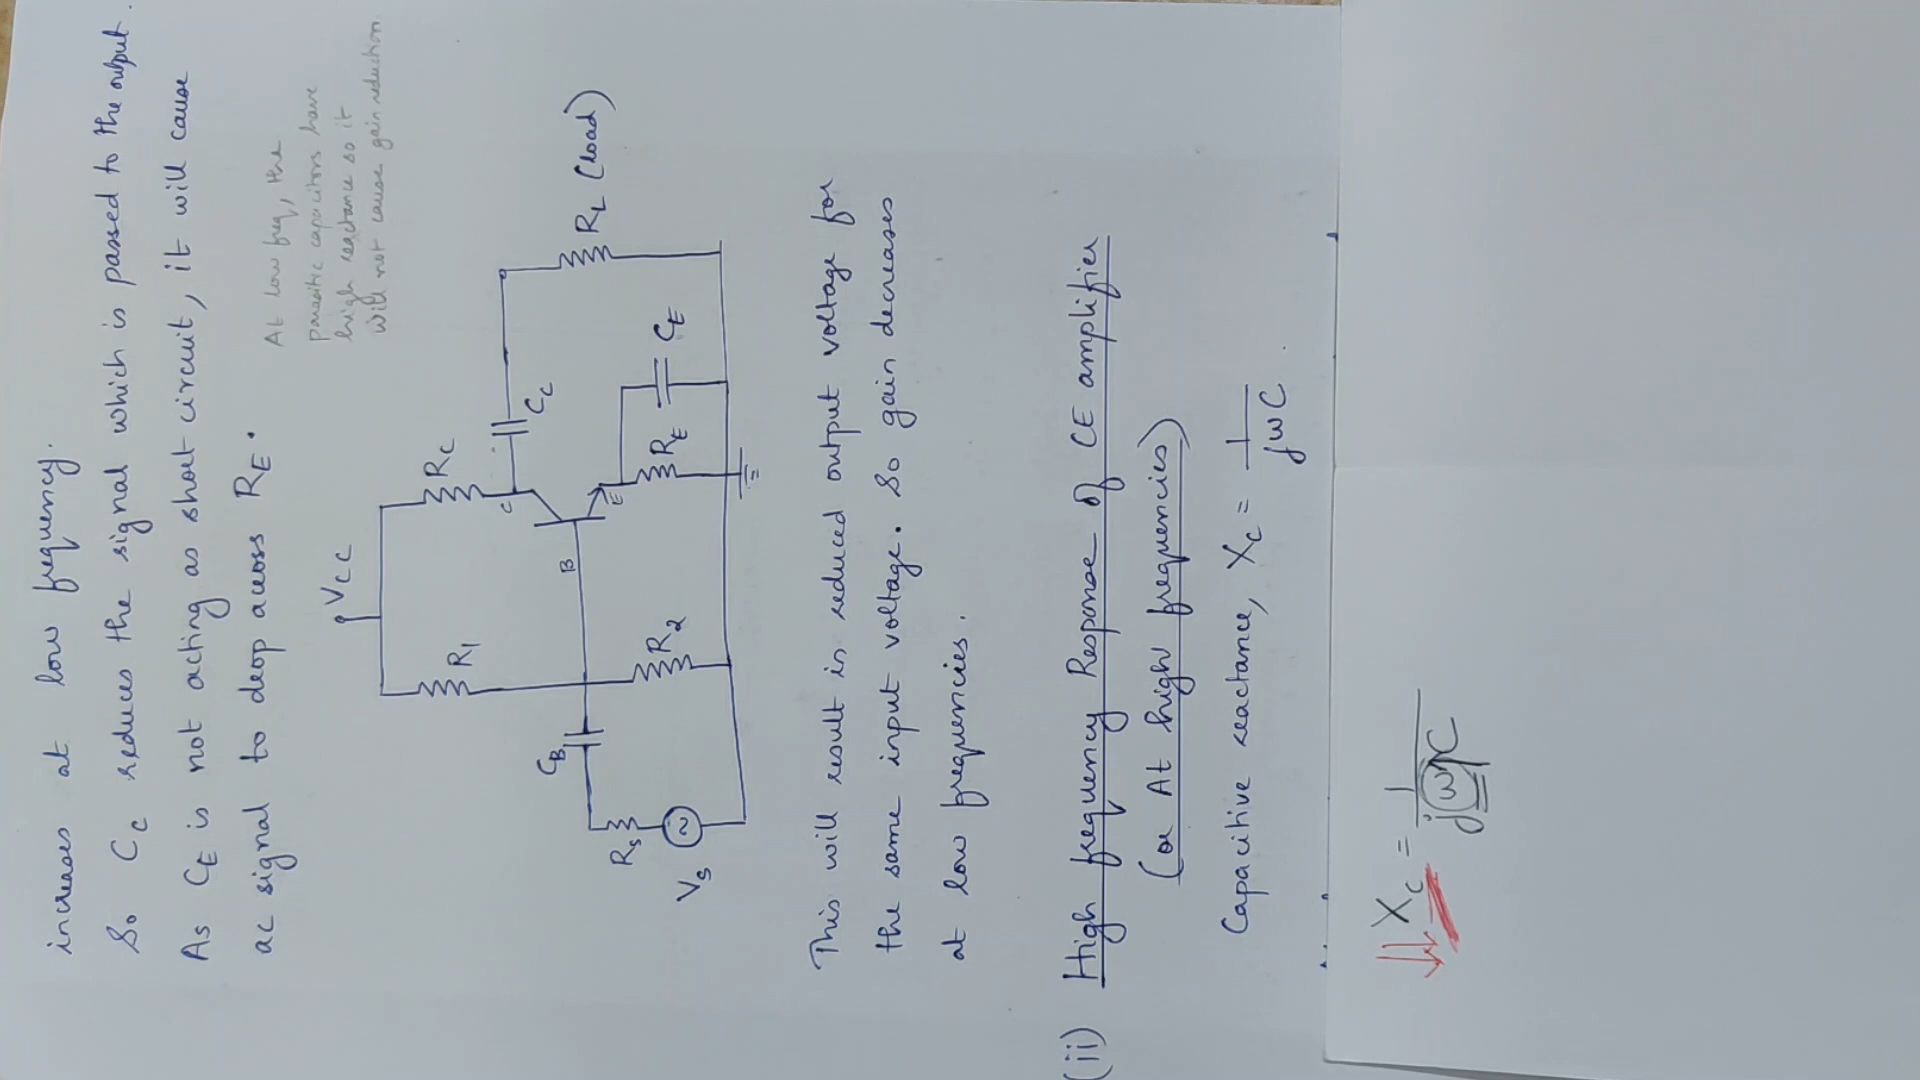 increases at low frequency.
So Cc reduces the signal which is passed to the output.
As CE is not acting as short circuit, it will cause
ac signal to drop across RE.
At low freq, the
parasitic capacitors have
high reactance so it
will not cause gain reduction
VCC
R1
RC
C
CC
RL (load)
B
E
CB
R2
RE
CE
Rs
Vs
This will result in reduced output voltage for
the same input voltage. So gain decreases
at low frequencies.
(ii) High frequency Response of CE amplifier
(or At high frequencies)
Capacitive reactance, Xc = 1/jωC
↓↓Xc = 1/jωC